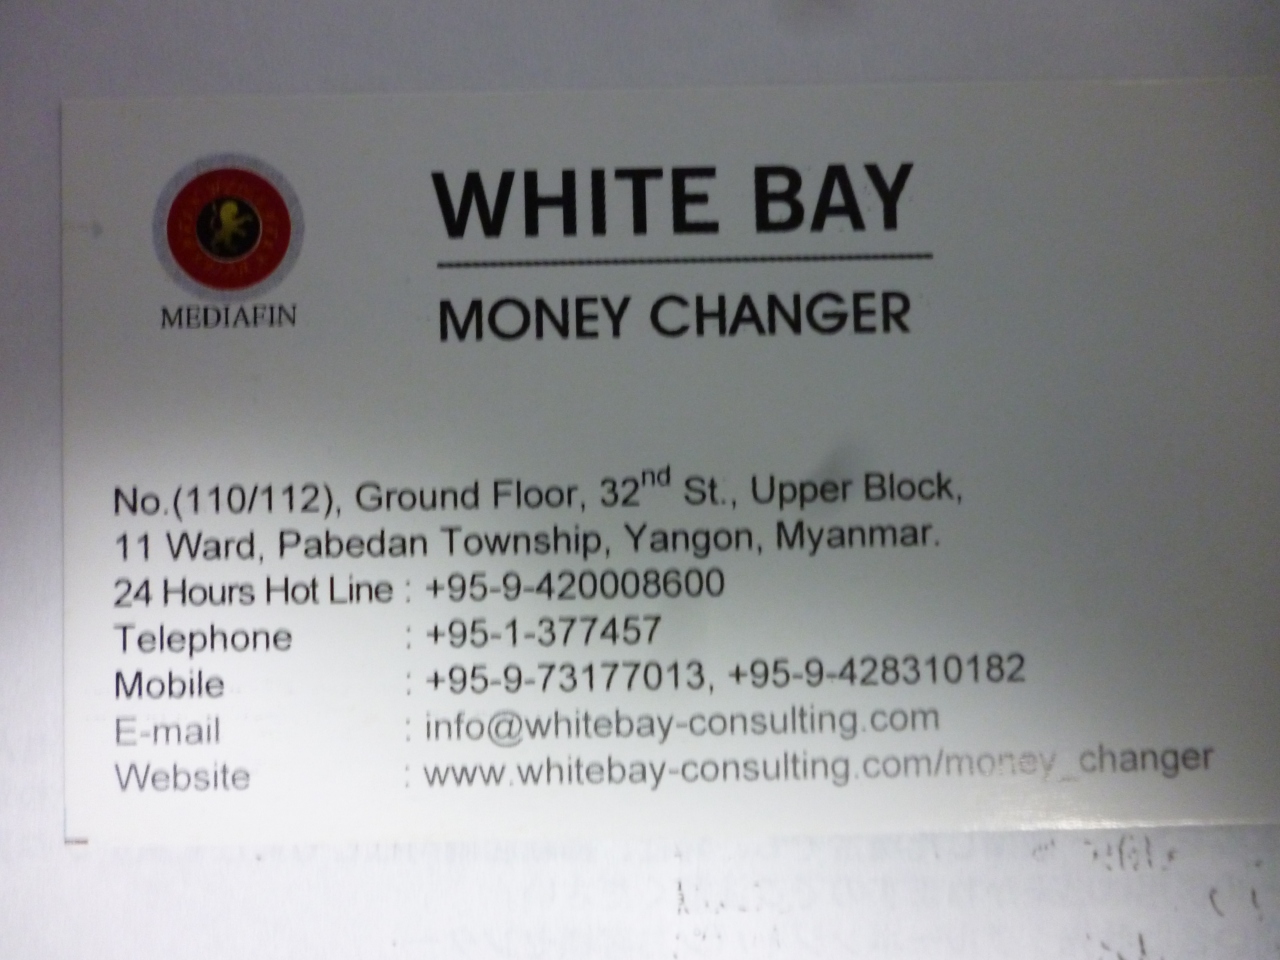 MEDIAFIN
WHITE BAY
MONEY CHANGER
No.(110/112), Ground Floor, 32nd St., Upper Block,
11 Ward, Pabedan Township, Yangon, Myanmar.
24 Hours Hot Line : +95-9-420008600
Telephone : +95-1-377457
Mobile : +95-9-73177013, +95-9-428310182
E-mail : info@whitebay-consulting.com
Website : www.whitebay-consulting.com/money_changer